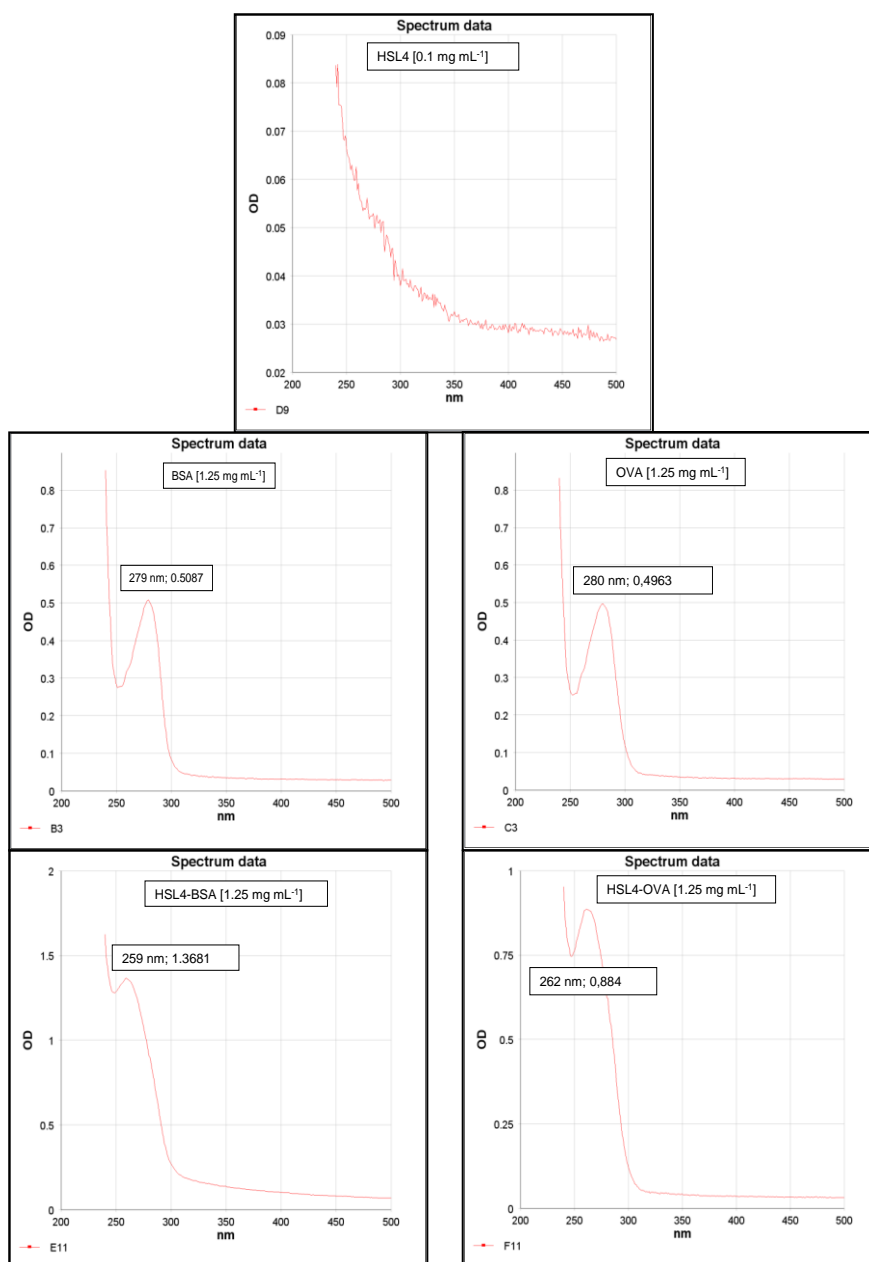 Spectrum data
HSL4 [0.1 mg mL-1]
0.09
0.08
0.07
0.06
0.05
0.04
0.03
0.02
OD
200 250 300 350 400 450 500
nm
D9
Spectrum data
BSA [1.25 mg mL-1]
279 nm; 0.5087
0.8
0.7
0.6
0.5
0.4
0.3
0.2
0.1
0
OD
200 250 300 350 400 450 500
nm
B3
Spectrum data
OVA [1.25 mg mL-1]
280 nm; 0,4963
0.8
0.7
0.6
0.5
0.4
0.3
0.2
0.1
0
OD
200 250 300 350 400 450 500
nm
C3
Spectrum data
HSL4-BSA [1.25 mg mL-1]
259 nm; 1.3681
2
1.5
1
0.5
0
OD
200 250 300 350 400 450 500
nm
E11
Spectrum data
HSL4-OVA [1.25 mg mL-1]
262 nm; 0,884
1
0.75
0.5
0.25
0
OD
200 250 300 350 400 450 500
nm
F11